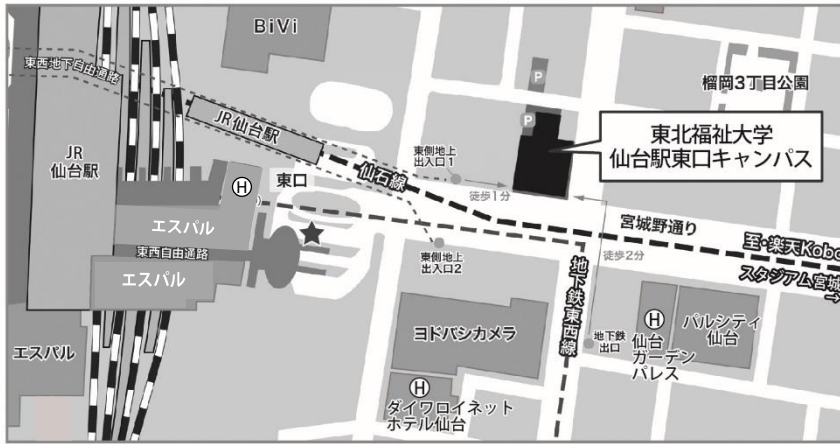 BiVi
東西地下自由通路
JR仙台駅
JR
仙台駅
H
東口
エスパル
東西自由通路
エスパル
エスパル
仙石線
東側地上
出入口1
徒歩1分
P
P
榴岡3丁目公園
東北福祉大学
仙台駅東口キャンパス
宮城野通り
至・楽天Kobo
スタジアム宮城
東側地上
出入口2
徒歩2分
地下鉄東西線
地下鉄
出口
ヨドバシカメラ
H
ダイワロイネット
ホテル仙台
H
仙台
ガーデン
パレス
パルシティ
仙台